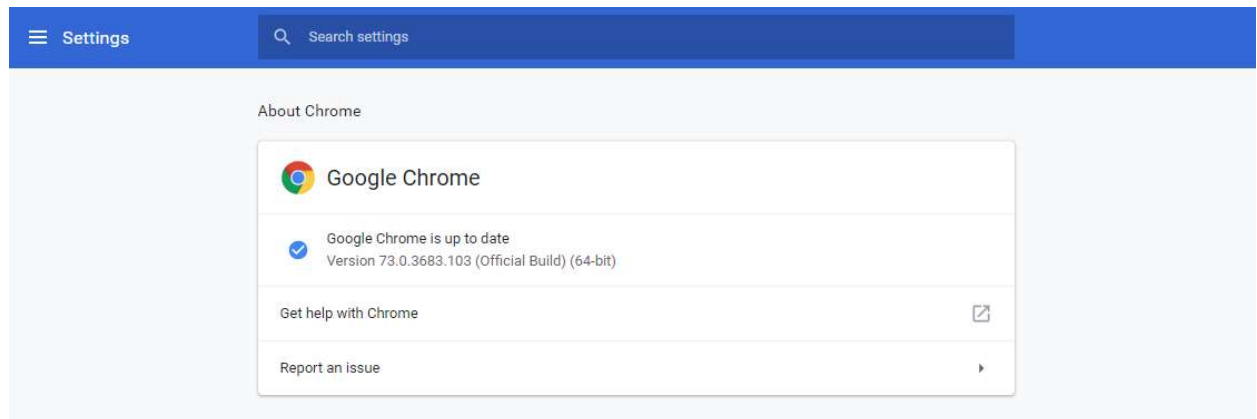 Settings
Search settings
About Chrome
Google Chrome
Google Chrome is up to date
Version 73.0.3683.103 (Official Build) (64-bit)
Get help with Chrome
Report an issue